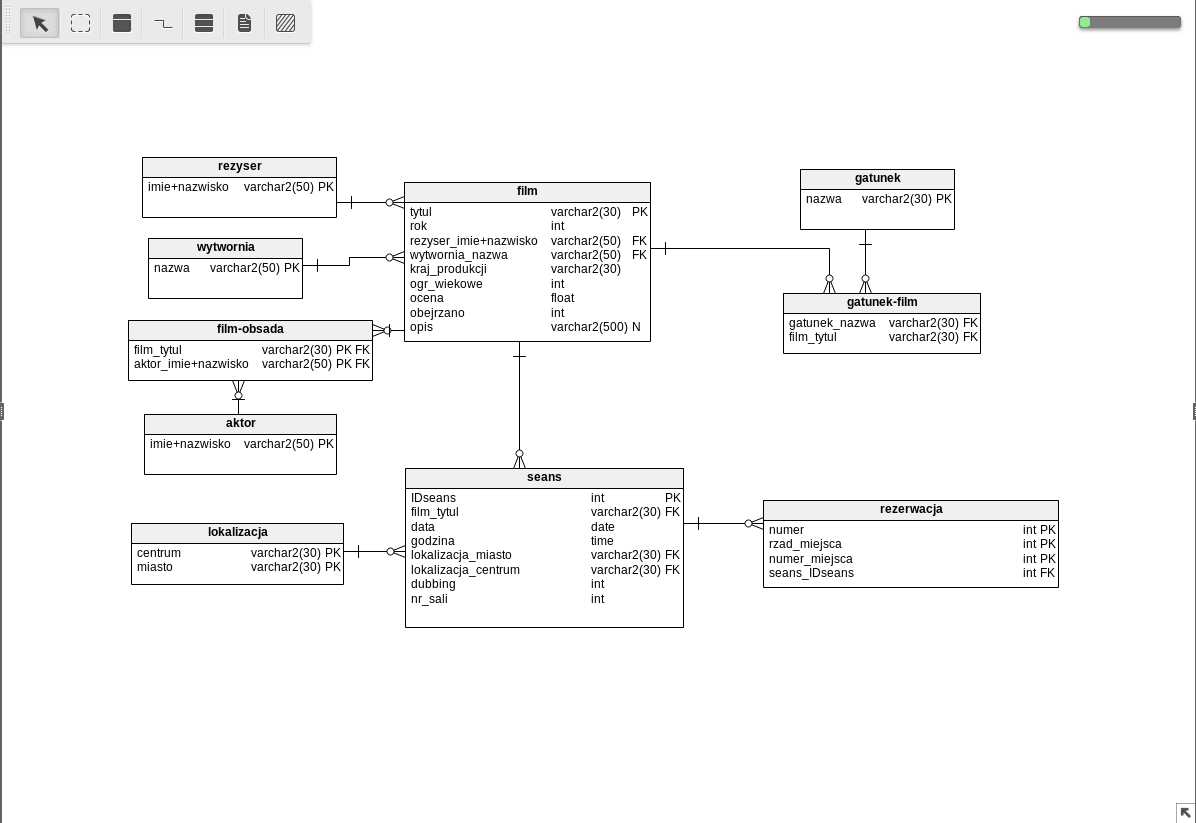 rezyser
imie+nazwisko varchar2(50) PK
wytwornia
nazwa varchar2(50) PK
film-obsada
film_tytul varchar2(30) PK FK
aktor_imie+nazwisko varchar2(50) PK FK
aktor
imie+nazwisko varchar2(50) PK
film
tytul varchar2(30) PK
rok int
rezyser_imie+nazwisko varchar2(50) FK
wytwornia_nazwa varchar2(50) FK
kraj_produkcji varchar2(30)
ogr_wiekowe int
ocena float
obejrzano int
opis varchar2(500) N
gatunek
nazwa varchar2(30) PK
gatunek-film
gatunek_nazwa varchar2(30) FK
film_tytul varchar2(30) FK
lokalizacja
centrum varchar2(30) PK
miasto varchar2(30) PK
seans
IDseans int PK
film_tytul varchar2(30) FK
data date
godzina time
lokalizacja_miasto varchar2(30) FK
lokalizacja_centrum varchar2(30) FK
dubbing int
nr_sali int
rezerwacja
numer int PK
rzad_miejsca int PK
numer_miejsca int PK
seans_IDseans int FK